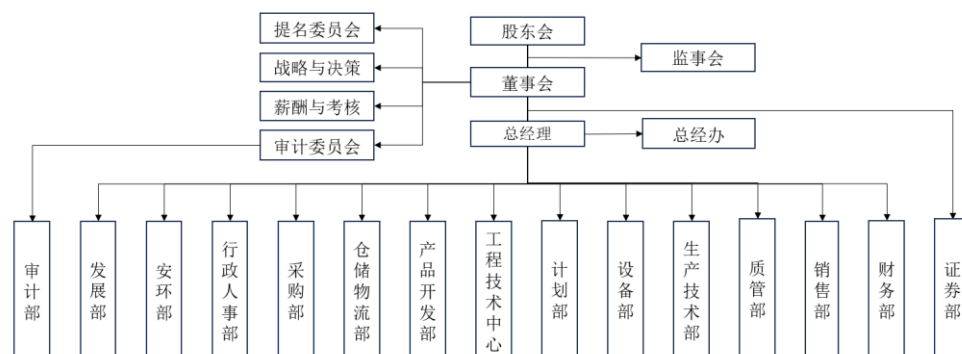 提名委员会
股东会
战略与决策
监事会
董事会
薪酬与考核
总经理
总经办
审计委员会
审计部
发展部
安环部
行政人事部
采购部
仓储物流部
产品开发部
工程技术中心
计划部
设备部
生产技术部
质管部
销售部
财务部
证券部